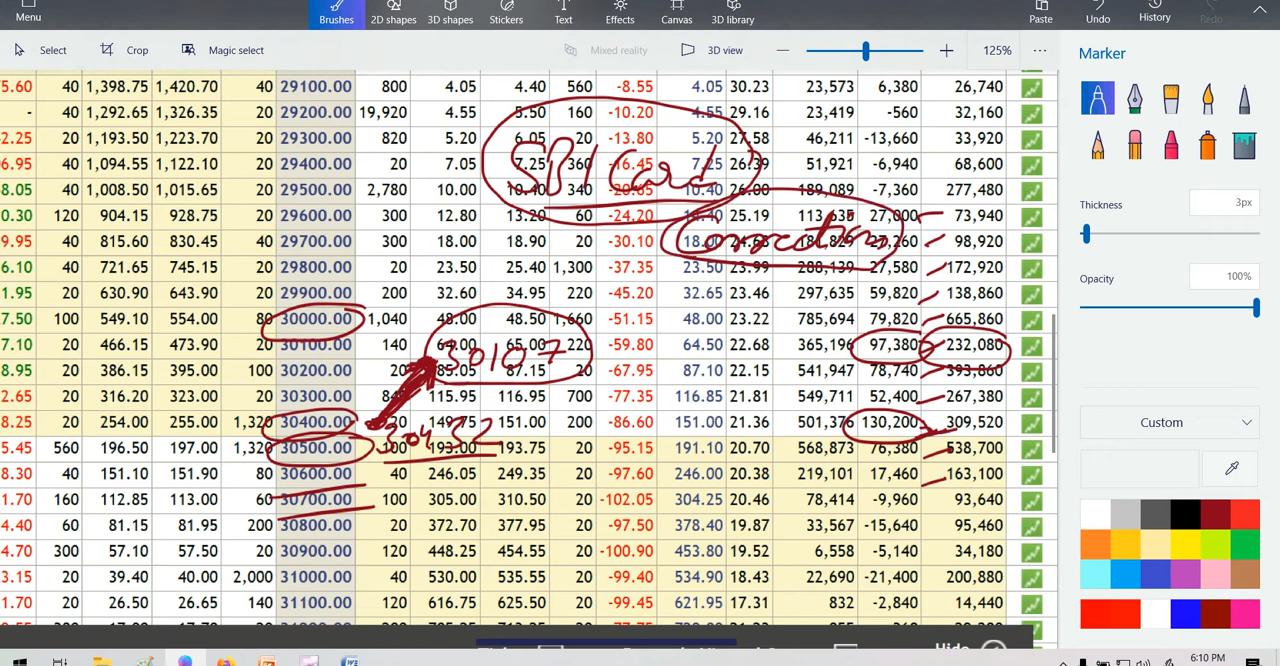 Menu Brushes 2D shapes 3D shapes Stickers Text Effects Canvas 3D library Paste Undo History Redo
Select Crop Magic select Mixed reality 3D view 125%
Marker
Thickness 3px
Opacity 100%
Custom
75.60 40 1,398.75 1,420.70 40 29100.00 800 4.05 4.40 560 -8.55 4.05 30.23 23,573 6,380 26,740
- 40 1,292.65 1,326.35 20 29200.00 19,920 4.55 5.50 160 -10.20 4.55 29.16 23,419 -560 32,160
2.25 20 1,193.50 1,223.70 20 29300.00 820 5.20 6.05 20 -13.80 5.20 27.58 46,211 -13,660 33,920
6.95 40 1,094.55 1,122.10 20 29400.00 20 7.05 7.25 360 -16.45 7.25 26.39 51,921 -6,940 68,600
8.05 40 1,008.50 1,015.65 20 29500.00 2,780 10.00 10.40 340 -20.65 10.40 26.00 189,089 -7,360 277,480
0.30 120 904.15 928.75 20 29600.00 300 12.80 13.20 60 -24.20 25.19 27,000 73,940
9.95 40 815.60 830.45 40 29700.00 300 18.00 18.90 20 -30.10 18.00 27,260 98,920
6.10 40 721.65 745.15 20 29800.00 20 23.50 25.40 1,300 -37.35 23.50 23.99 288,139 27,580 172,920
1.95 20 630.90 643.90 20 29900.00 200 32.60 34.95 220 -45.20 32.65 23.46 297,635 59,820 138,860
7.50 100 549.10 554.00 80 30000.00 1,040 48.00 48.50 1,660 -51.15 48.00 23.22 785,694 79,820 665,860
7.10 20 466.15 473.90 20 30100.00 140 65.00 220 -59.80 64.50 22.68 365,196 97,380 232,080
8.95 20 386.15 395.00 100 30200.00 20 85.05 87.15 20 -67.95 87.10 22.15 541,947 78,740 393,860
2.65 20 316.20 323.00 20 30300.00 115.95 116.95 700 -77.35 116.85 21.81 549,711 52,400 267,380
8.25 20 254.00 255.00 1,320 30400.00 20 149.75 151.00 200 -86.60 151.00 21.36 501,376 130,200 309,520
5.45 560 196.50 197.00 1,320 30500.00 100 193.00 193.75 20 -95.15 191.10 20.70 568,873 76,380 538,700
8.30 40 151.10 151.90 80 30600.00 40 246.05 249.35 20 -97.60 246.00 20.38 219,101 17,460 163,100
1.70 160 112.85 113.00 60 30700.00 100 305.00 310.50 20 -102.05 304.25 20.46 78,414 -9,960 93,640
4.40 60 81.15 81.95 200 30800.00 20 372.70 377.95 20 -97.50 378.40 19.87 33,567 -15,640 95,460
4.70 300 57.10 57.50 20 30900.00 120 448.25 454.55 20 -100.90 453.80 19.52 6,558 -5,140 34,180
3.15 20 39.40 40.00 2,000 31000.00 40 530.00 535.55 20 -99.40 534.90 18.43 22,690 -21,400 200,880
1.70 20 26.50 26.65 140 31100.00 120 616.75 625.50 20 -99.45 621.95 17.31 832 -2,840 14,440
SBI Card
Correction
30107
30432
Hide
6:10 PM